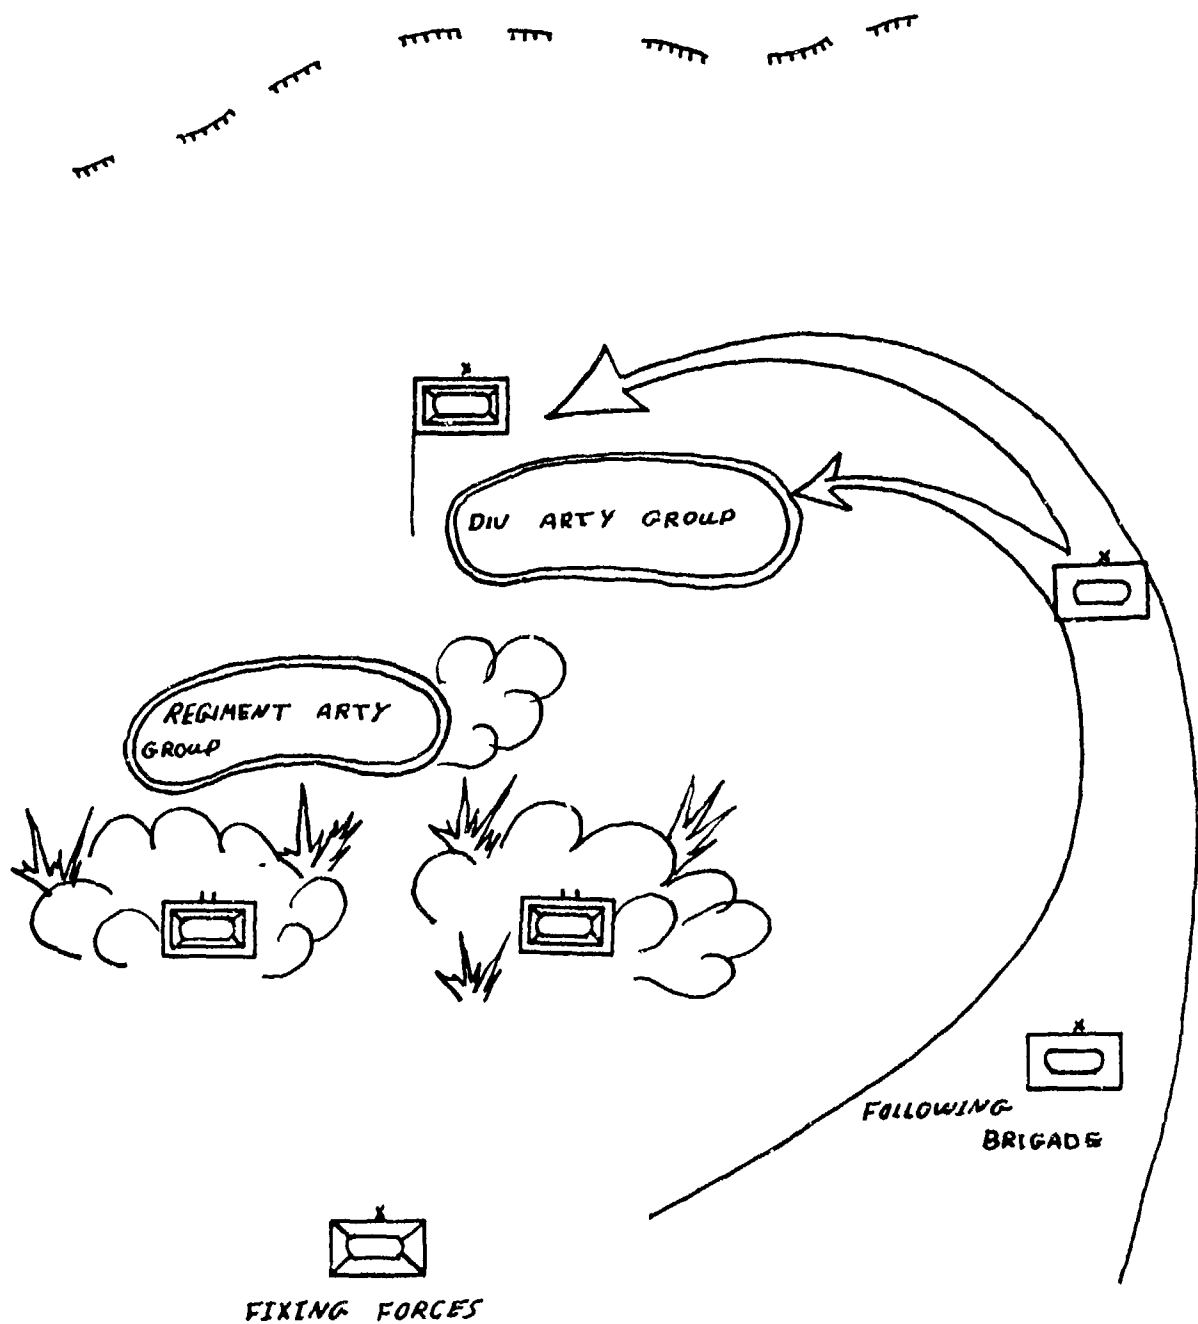 DIV ARTY GROUP
REGIMENT ARTY
GROUP
FOLLOWING
BRIGADE
FIXING FORCES